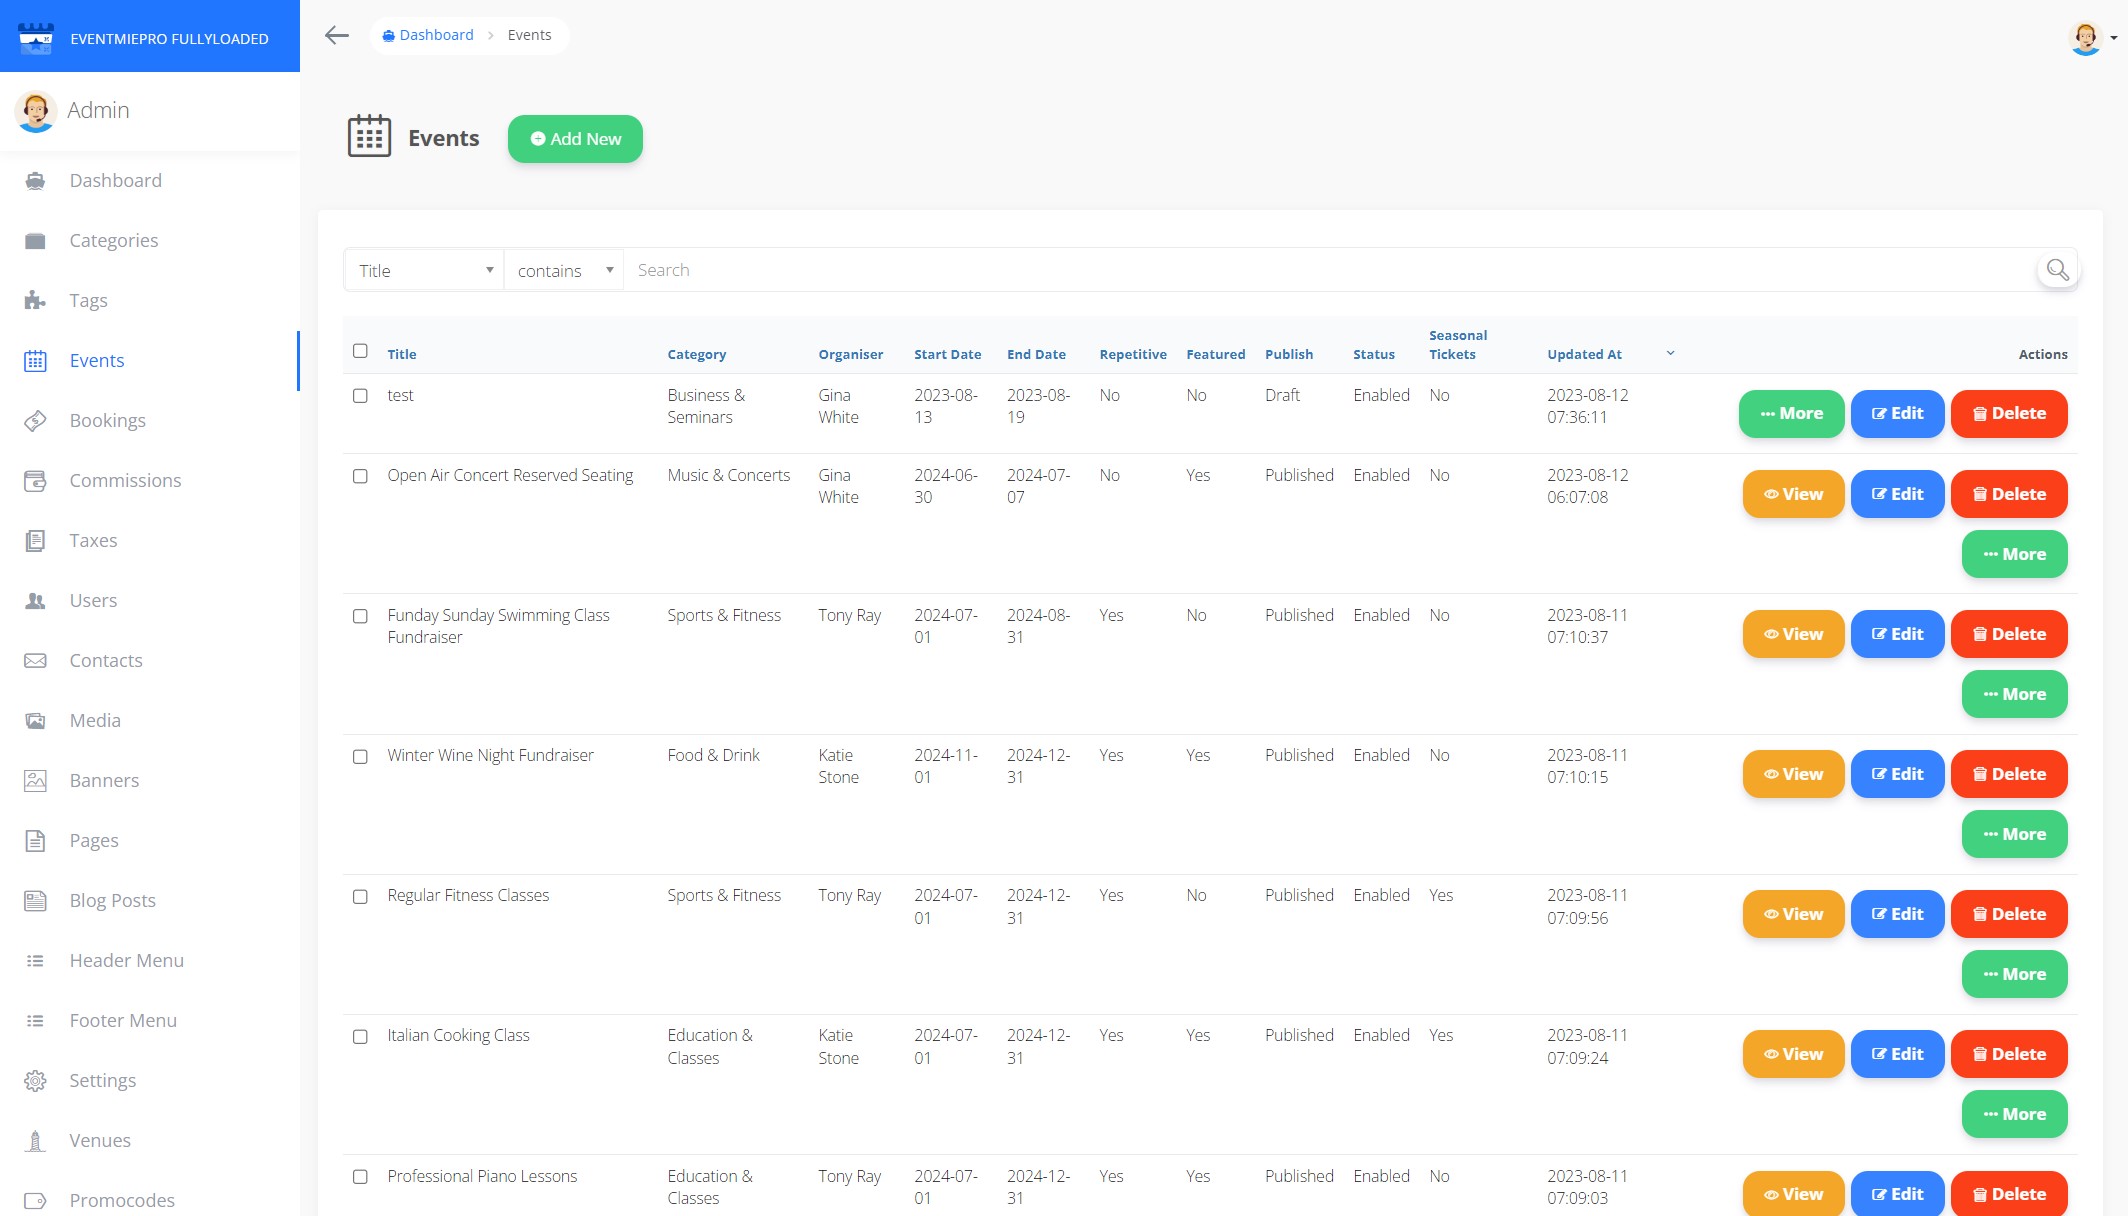 EVENTMIEPRO FULLYLOADED
Dashboard
Events
Admin
Dashboard
Categories
Tags
Events
Bookings
Commissions
Taxes
Users
Contacts
Media
Banners
Pages
Blog Posts
Header Menu
Footer Menu
Settings
Venues
Promocodes
Events
Add New
Title contains Search
Title Category Organiser Start Date End Date Repetitive Featured Publish Status Seasonal Updated At Actions
Tickets
test Business & Gina 2023-08- 2023-08- No No Draft Enabled No 2023-08-12 More Edit Delete
Seminars White 13 19 07:36:11
Open Air Concert Reserved Seating Music & Concerts Gina 2024-06- 2024-07- No Yes Published Enabled No 2023-08-12 View Edit Delete
White 30 07 06:07:08
More
Funday Sunday Swimming Class Sports & Fitness Tony Ray 2024-07- 2024-08- Yes No Published Enabled No 2023-08-11 View Edit Delete
Fundraiser 01 31 07:10:37
More
Winter Wine Night Fundraiser Food & Drink Katie 2024-11- 2024-12- Yes Yes Published Enabled No 2023-08-11 View Edit Delete
Stone 01 31 07:10:15
More
Regular Fitness Classes Sports & Fitness Tony Ray 2024-07- 2024-12- Yes No Published Enabled Yes 2023-08-11 View Edit Delete
01 31 07:09:56
More
Italian Cooking Class Education & Katie 2024-07- 2024-12- Yes Yes Published Enabled Yes 2023-08-11 View Edit Delete
Classes Stone 01 31 07:09:24
More
Professional Piano Lessons Education & Tony Ray 2024-07- 2024-12- Yes Yes Published Enabled No 2023-08-11 View Edit Delete
Classes 01 31 07:09:03